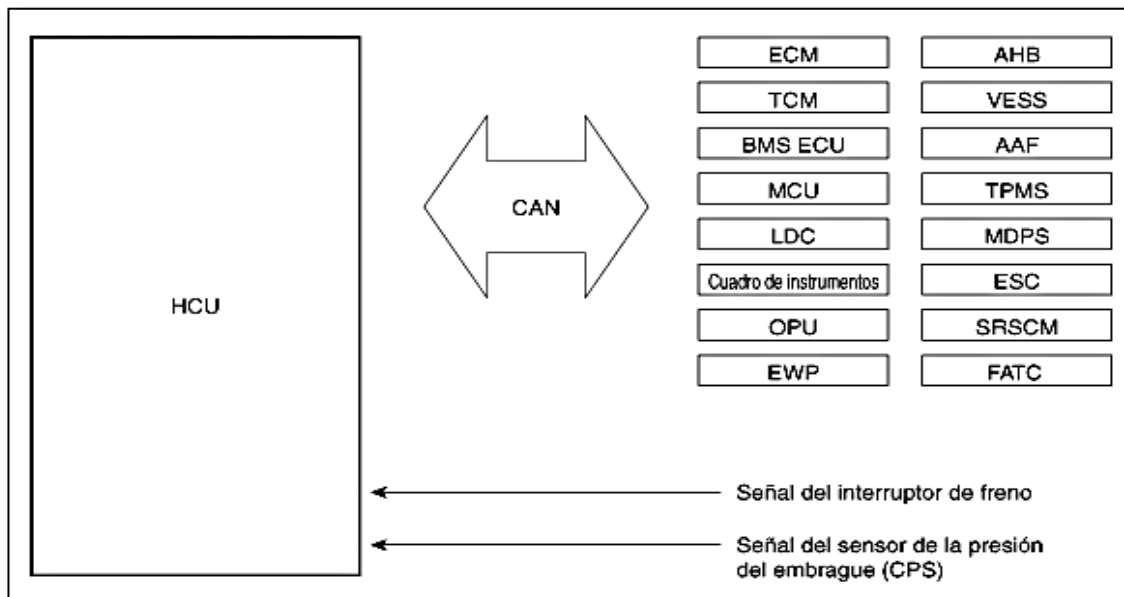 HCU
CAN
ECM
AHB
TCM
VESS
BMS ECU
AAF
MCU
TPMS
LDC
MDPS
Cuadro de instrumentos
ESC
OPU
SRSCM
EWP
FATC
Señal del interruptor de freno
Señal del sensor de la presión
del embrague (CPS)